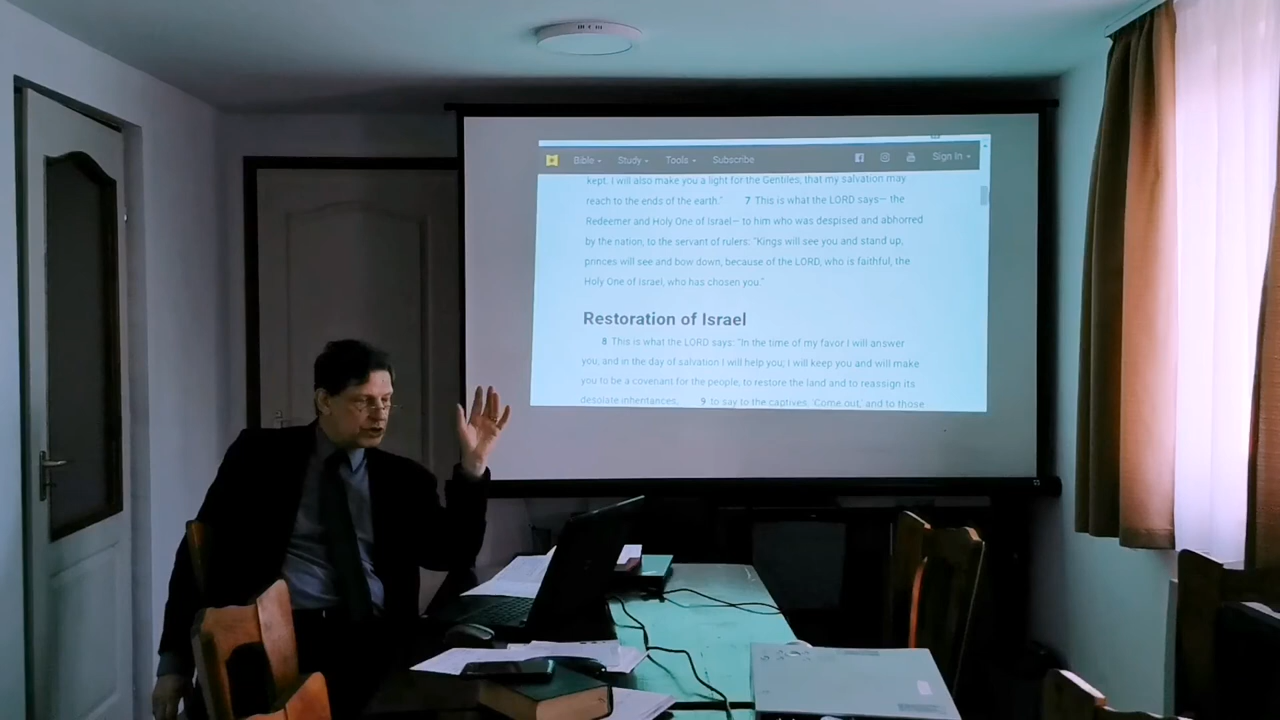 Bible Study Tools Subscribe Sign In
kept. I will also make you a light for the Gentiles, that my salvation may
reach to the ends of the earth." 7 This is what the LORD says— the
Redeemer and Holy One of Israel— to him who was despised and abhorred
by the nation, to the servant of rulers: "Kings will see you and stand up,
princes will see and bow down, because of the LORD, who is faithful, the
Holy One of Israel, who has chosen you."
Restoration of Israel
8 This is what the LORD says: "In the time of my favor I will answer
you, and in the day of salvation I will help you; I will keep you and will make
you to be a covenant for the people, to restore the land and to reassign its
desolate inheritances, 9 to say to the captives, 'Come out,' and to those